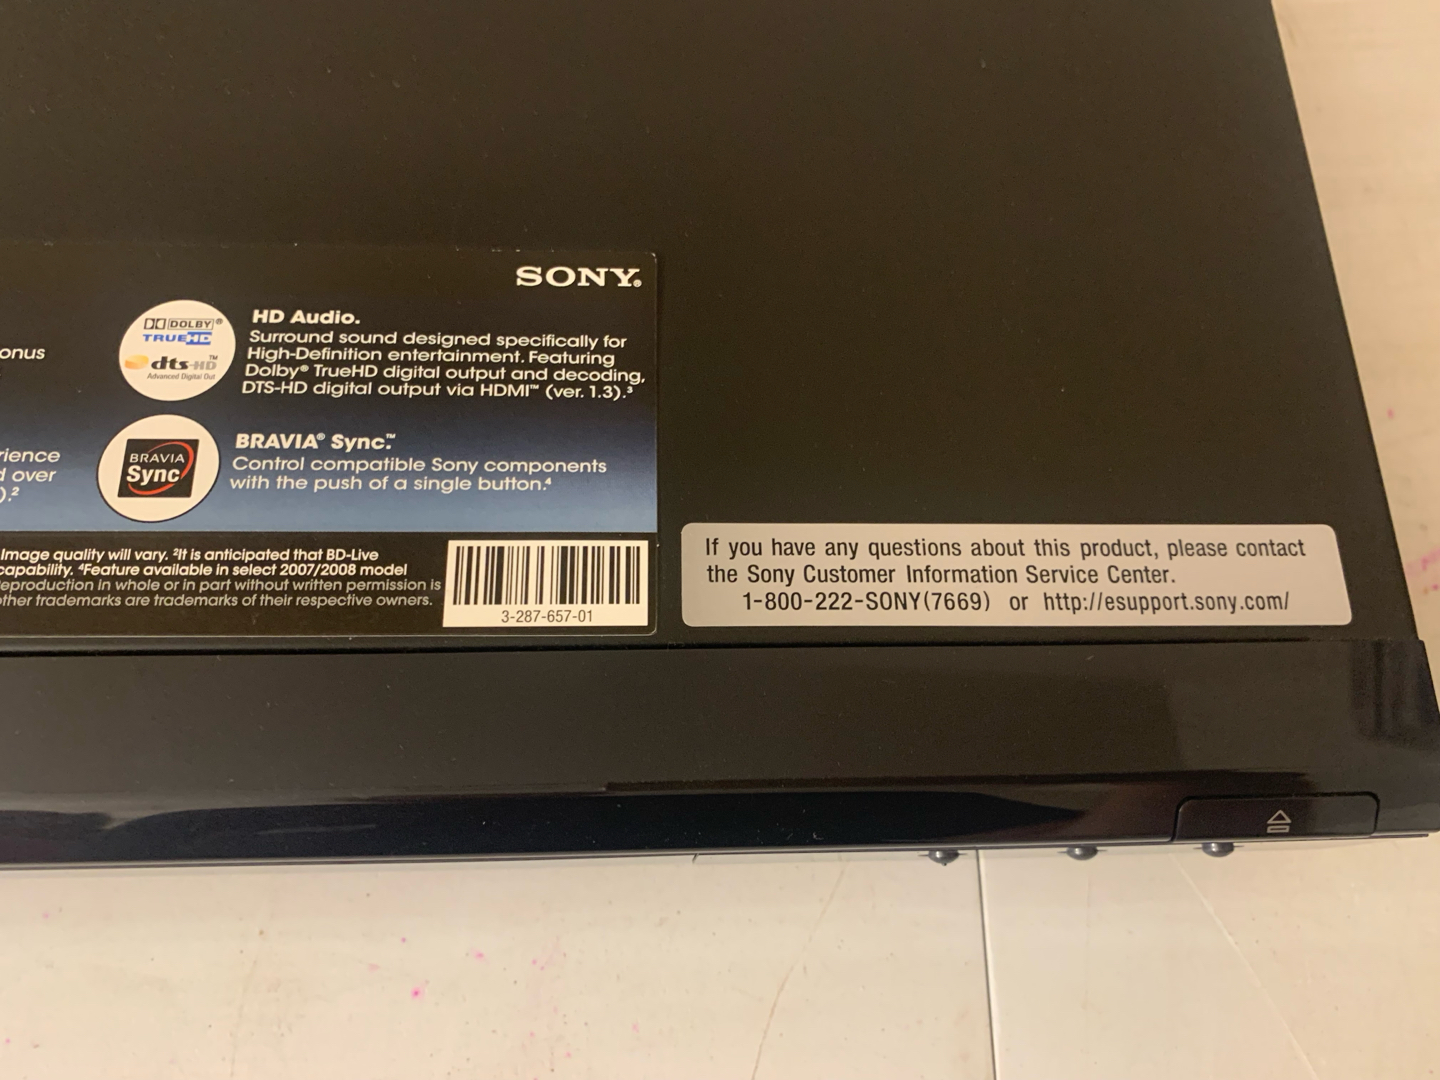 SONY®
onus
DOLBY®
TRUEHD
dts-HD™
Advanced Digital Out
HD Audio.
Surround sound designed specifically for
High-Definition entertainment. Featuring
Dolby® TrueHD digital output and decoding,
DTS-HD digital output via HDMI™ (ver. 1.3).³
rience
d over
).²
BRAVIA
Sync
BRAVIA® Sync.™
Control compatible Sony components
with the push of a single button.⁴
Image quality will vary. ²It is anticipated that BD-Live
capability. ⁴Feature available in select 2007/2008 model
eproduction in whole or in part without written permission is
other trademarks are trademarks of their respective owners.
3-287-657-01
If you have any questions about this product, please contact
the Sony Customer Information Service Center.
1-800-222-SONY(7669) or http://esupport.sony.com/